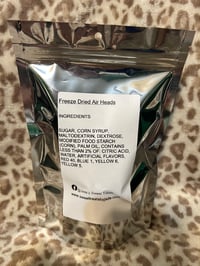 Freeze Dried Air Heads
INGREDIENTS
SUGAR, CORN SYRUP,
MALTODEXTRIN, DEXTROSE,
MODIFIED FOOD STARCH
(CORN), PALM OIL, CONTAINS
LESS THAN 2% OF: CITRIC ACID,
WATER, ARTIFICIAL FLAVORS,
RED 40, BLUE 1, YELLOW 6,
YELLOW 5.